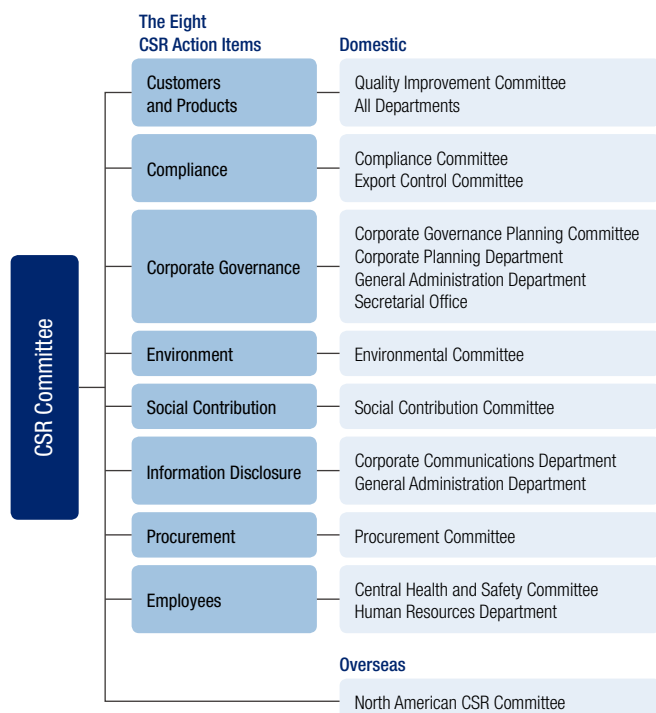 The Eight
CSR Action Items
Domestic
CSR Committee
Customers
and Products
Quality Improvement Committee
All Departments
Compliance
Compliance Committee
Export Control Committee
Corporate Governance
Corporate Governance Planning Committee
Corporate Planning Department
General Administration Department
Secretarial Office
Environment
Environmental Committee
Social Contribution
Social Contribution Committee
Information Disclosure
Corporate Communications Department
General Administration Department
Procurement
Procurement Committee
Employees
Central Health and Safety Committee
Human Resources Department
Overseas
North American CSR Committee